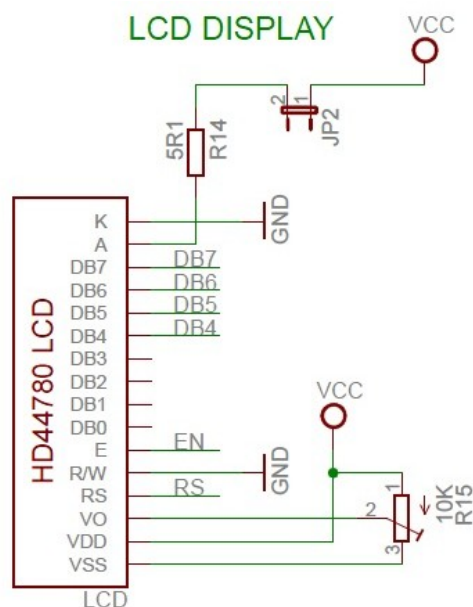 LCD DISPLAY
VCC
2
1
JP2
5R1
R14
HD44780 LCD
K
GND
A
DB7
DB7
DB6
DB6
DB5
DB5
DB4
DB4
DB3
DB2
DB1
DB0
VCC
E
EN
R/W
GND
RS
RS
1
2
3
10K
R15
VO
VDD
VSS
LCD